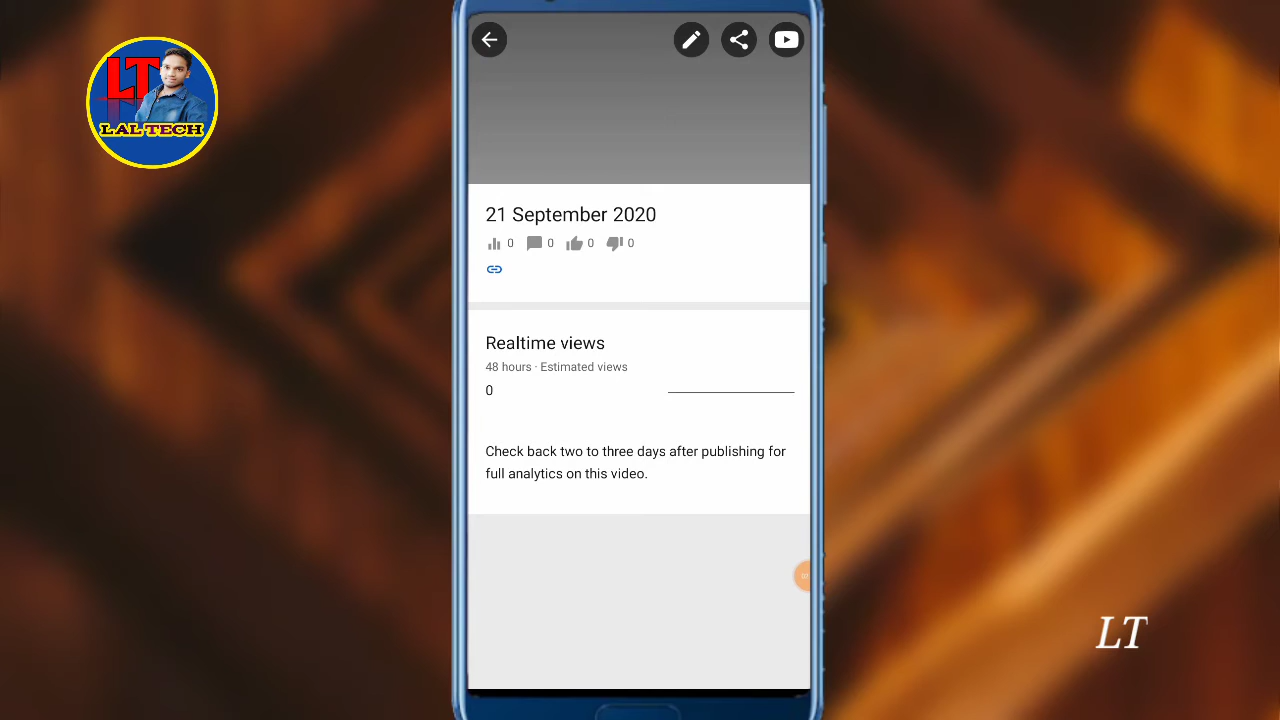 LT
LAL TECH
21 September 2020
0 0 0 0
Realtime views
48 hours · Estimated views
0
Check back two to three days after publishing for
full analytics on this video.
LT